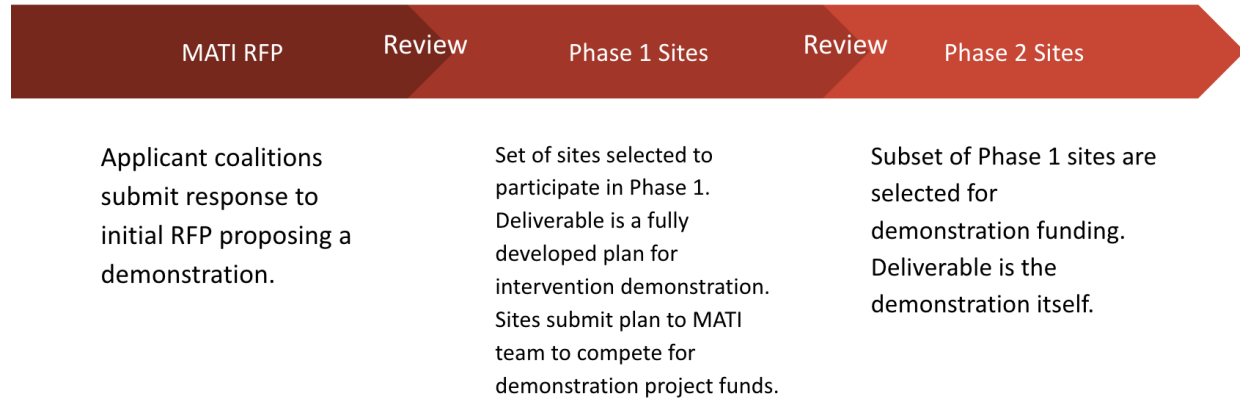 MATI RFP
Review
Phase 1 Sites
Review
Phase 2 Sites
Applicant coalitions
submit response to
initial RFP proposing a
demonstration.
Set of sites selected to
participate in Phase 1.
Deliverable is a fully
developed plan for
intervention demonstration.
Sites submit plan to MATI
team to compete for
demonstration project funds.
Subset of Phase 1 sites are
selected for
demonstration funding.
Deliverable is the
demonstration itself.